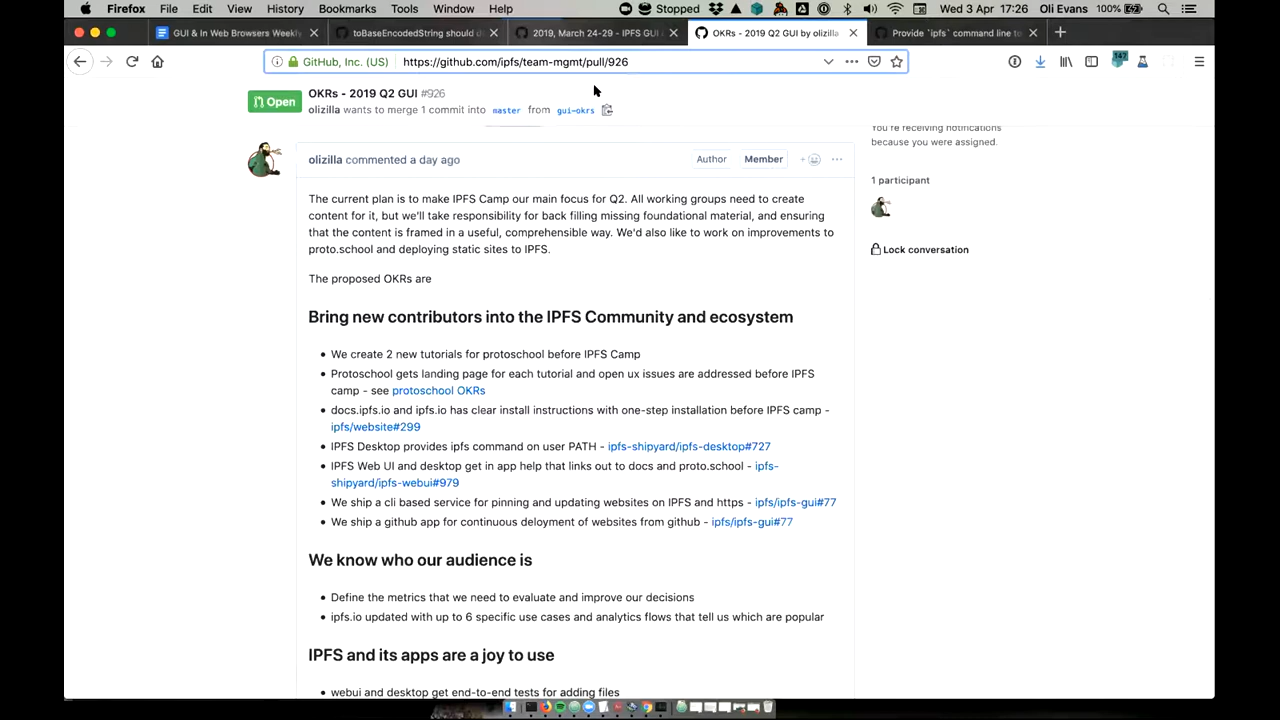 Firefox File Edit View History Bookmarks Tools Window Help Stopped Wed 3 Apr 17:26 Oli Evans 100%
GUI & In Web Browsers Weekly toBaseEncodedString should d 2019, March 24-29 - IPFS GUI OKRs - 2019 Q2 GUI by olizilla Provide `ipfs` command line to
GitHub, Inc. (US) https://github.com/ipfs/team-mgmt/pull/926
Open
OKRs - 2019 Q2 GUI #926
olizilla wants to merge 1 commit into master from gui-okrs
You're receiving notifications
because you were assigned.
1 participant
Lock conversation
olizilla commented a day ago Author Member
The current plan is to make IPFS Camp our main focus for Q2. All working groups need to create
content for it, but we'll take responsibility for back filling missing foundational material, and ensuring
that the content is framed in a useful, comprehensible way. We'd also like to work on improvements to
proto.school and deploying static sites to IPFS.
The proposed OKRs are
Bring new contributors into the IPFS Community and ecosystem
• We create 2 new tutorials for protoschool before IPFS Camp
• Protoschool gets landing page for each tutorial and open ux issues are addressed before IPFS
camp - see protoschool OKRs
• docs.ipfs.io and ipfs.io has clear install instructions with one-step installation before IPFS camp -
ipfs/website#299
• IPFS Desktop provides ipfs command on user PATH - ipfs-shipyard/ipfs-desktop#727
• IPFS Web UI and desktop get in app help that links out to docs and proto.school - ipfs-
shipyard/ipfs-webui#979
• We ship a cli based service for pinning and updating websites on IPFS and https - ipfs/ipfs-gui#77
• We ship a github app for continuous deloyment of websites from github - ipfs/ipfs-gui#77
We know who our audience is
• Define the metrics that we need to evaluate and improve our decisions
• ipfs.io updated with up to 6 specific use cases and analytics flows that tell us which are popular
IPFS and its apps are a joy to use
• webui and desktop get end-to-end tests for adding files